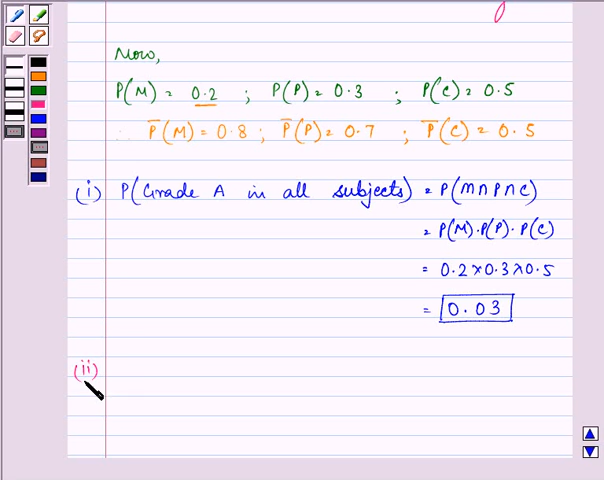 Now,
P(M) = 0.2 ; P(P) = 0.3 ; P(C) = 0.5
∴ P̅(M) = 0.8 ; P̅(P) = 0.7 ; P̅(C) = 0.5
(i) P(Grade A in all subjects) = P(M∩P∩C)
= P(M)·P(P)·P(C)
= 0.2×0.3×0.5
= 0.03
(ii)